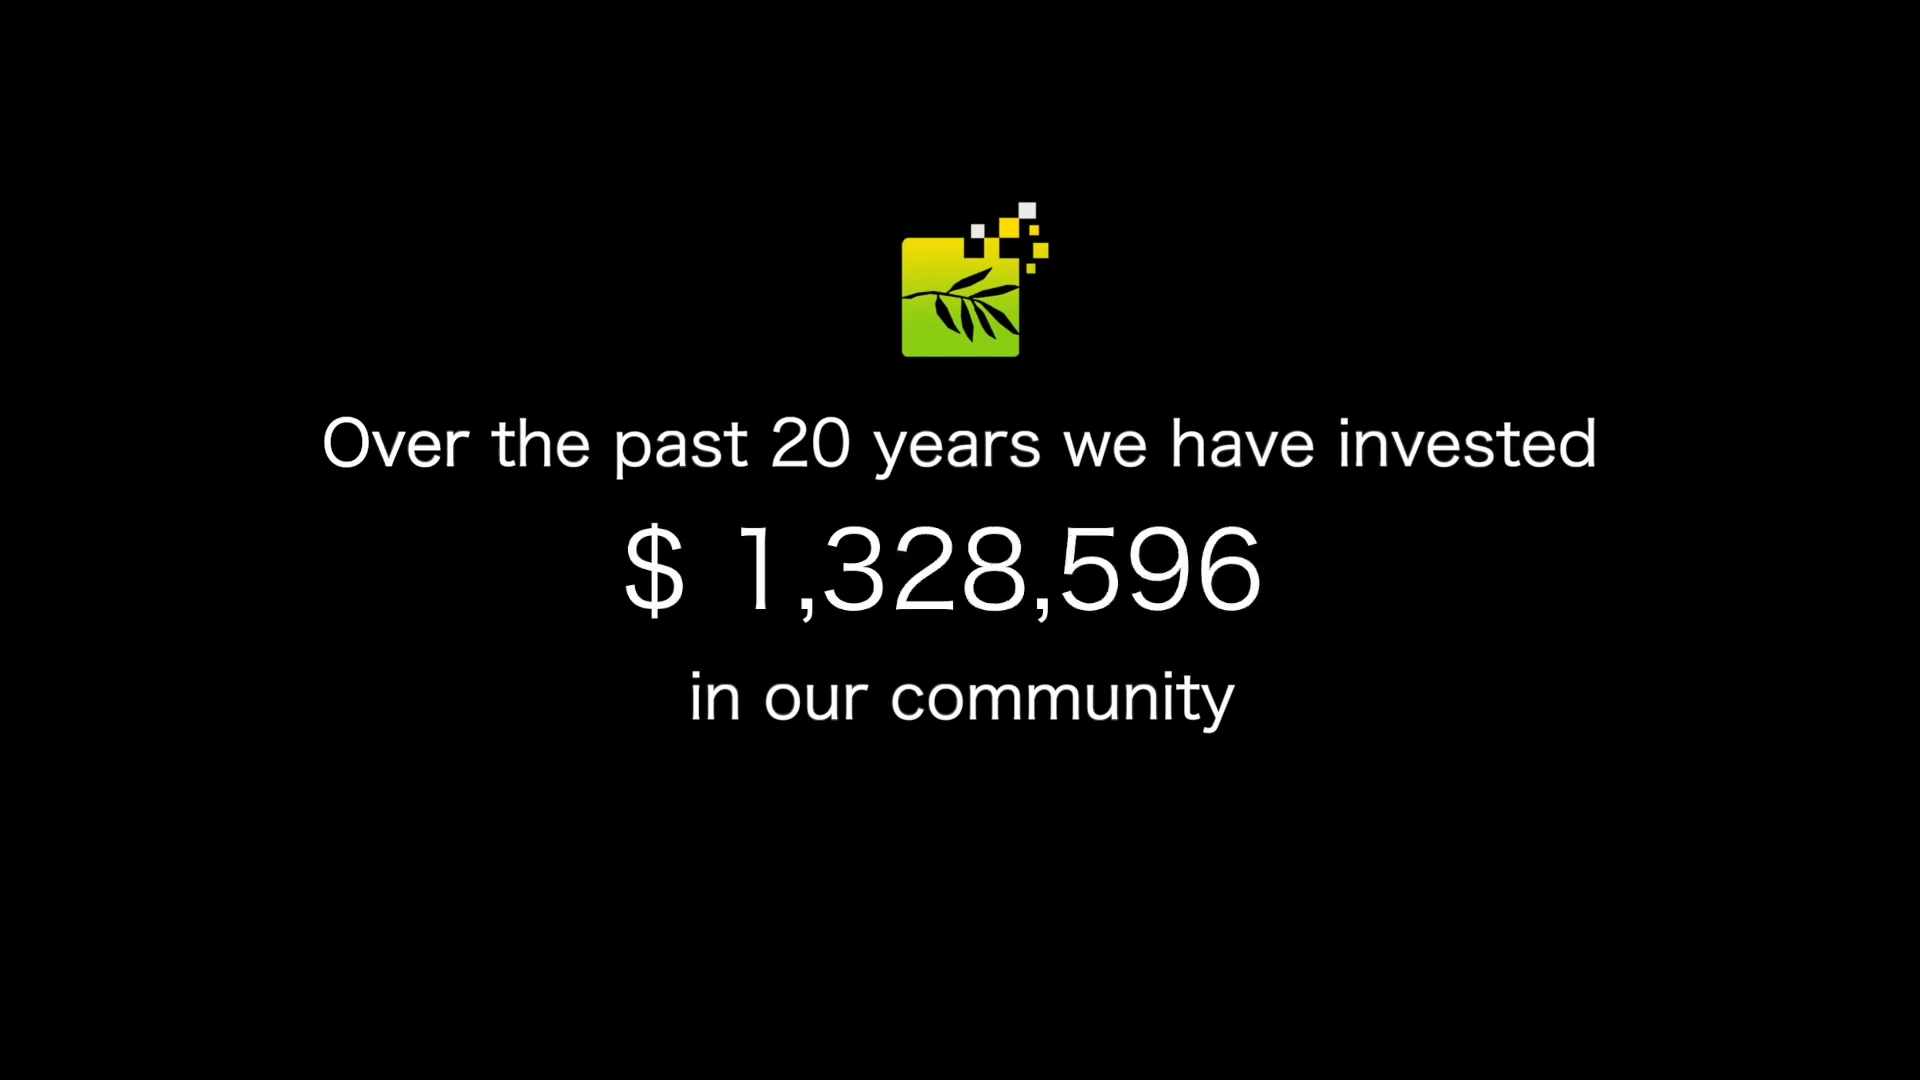 Over the past 20 years we have invested
$ 1,328,596
in our community